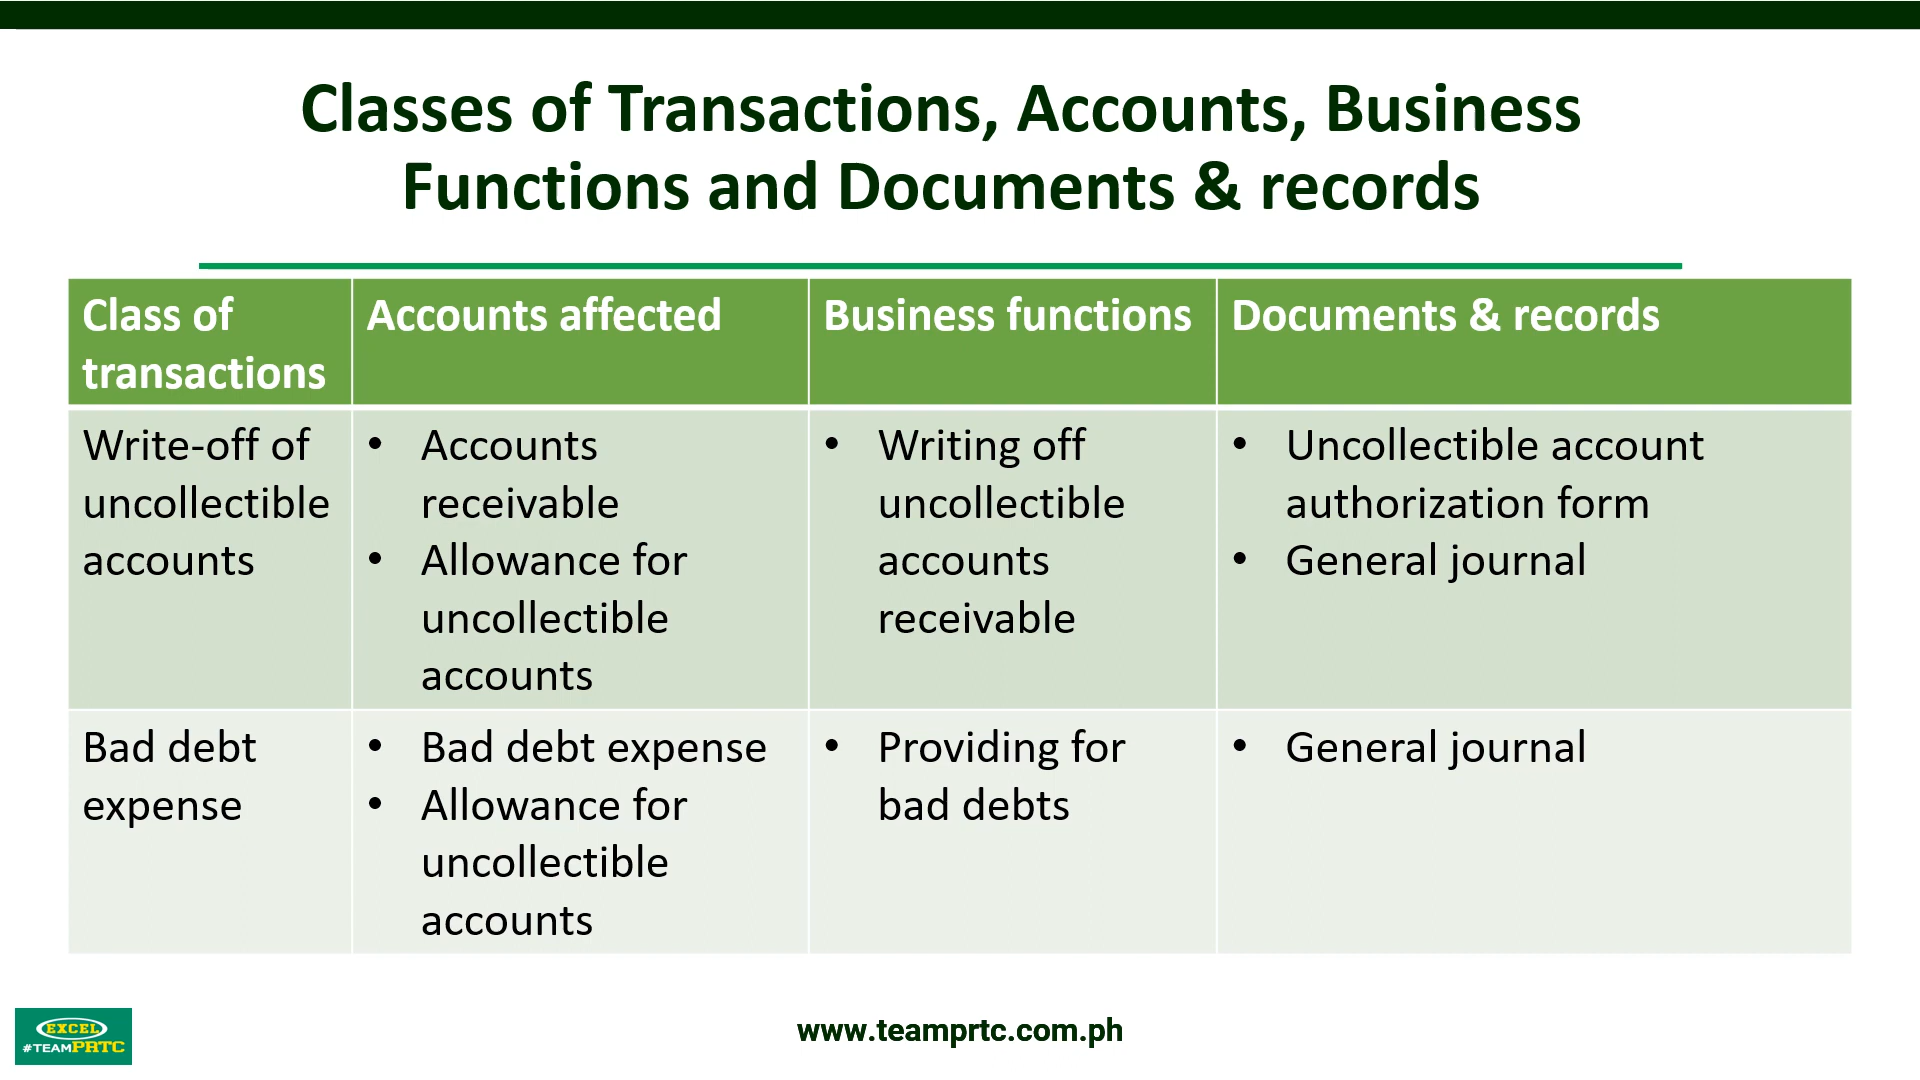 Classes of Transactions, Accounts, Business
Functions and Documents & records
Class of
transactions
Accounts affected
Business functions
Documents & records
Write-off of
uncollectible
accounts
• Accounts
receivable
• Allowance for
uncollectible
accounts
• Writing off
uncollectible
accounts
receivable
• Uncollectible account
authorization form
• General journal
Bad debt
expense
• Bad debt expense
• Allowance for
uncollectible
accounts
• Providing for
bad debts
• General journal
EXCEL
#TEAMPRTC
www.teamprtc.com.ph